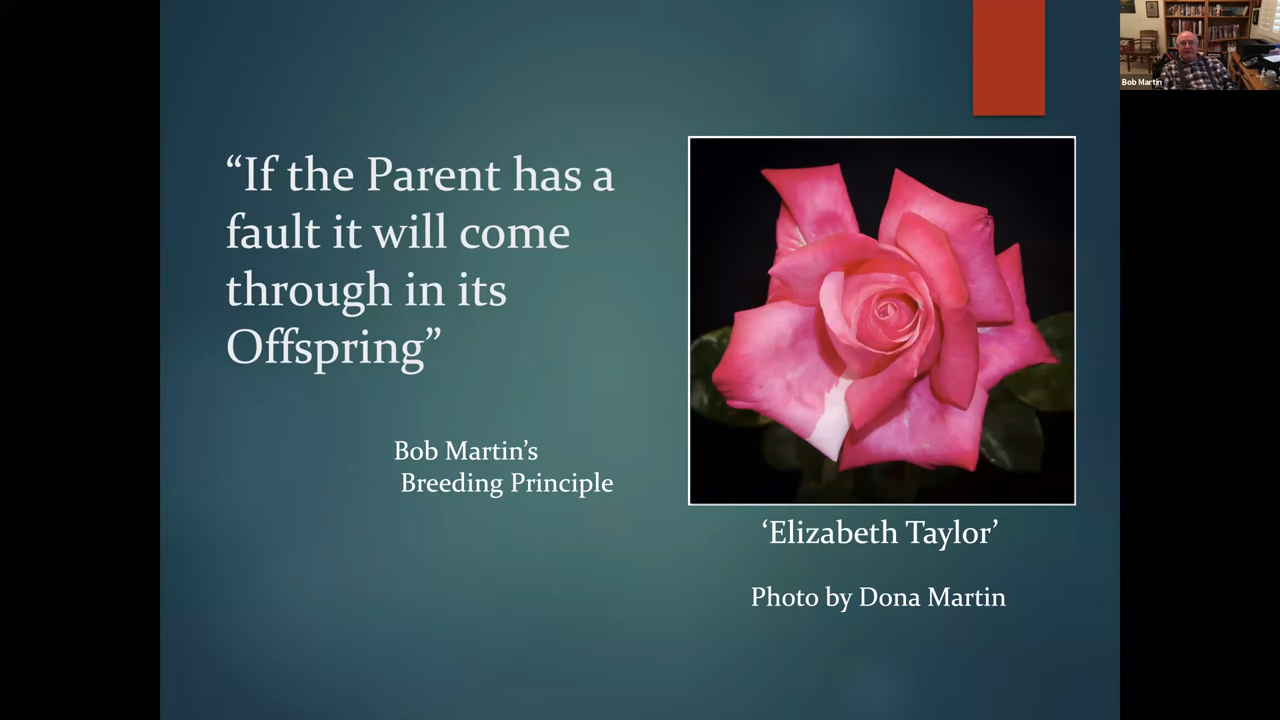 “If the Parent has a
fault it will come
through in its
Offspring”
Bob Martin’s
Breeding Principle
‘Elizabeth Taylor’
Photo by Dona Martin
Bob Martin